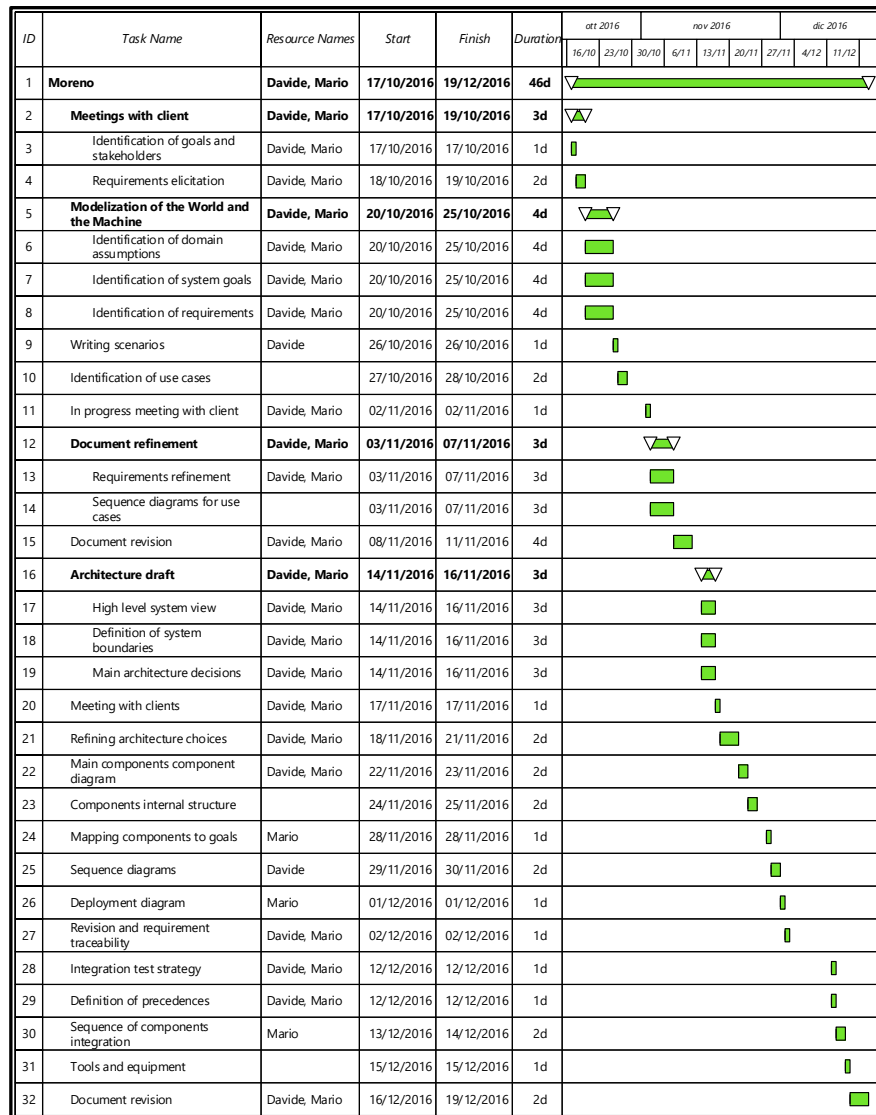 ID Task Name Resource Names Start Finish Duration ott 2016 nov 2016 dic 2016
16/10 23/10 30/10 6/11 13/11 20/11 27/11 4/12 11/12
1 Moreno Davide, Mario 17/10/2016 19/12/2016 46d
2 Meetings with client Davide, Mario 17/10/2016 19/10/2016 3d
3 Identification of goals and
stakeholders Davide, Mario 17/10/2016 17/10/2016 1d
4 Requirements elicitation Davide, Mario 18/10/2016 19/10/2016 2d
5 Modelization of the World and
the Machine Davide, Mario 20/10/2016 25/10/2016 4d
6 Identification of domain
assumptions Davide, Mario 20/10/2016 25/10/2016 4d
7 Identification of system goals Davide, Mario 20/10/2016 25/10/2016 4d
8 Identification of requirements Davide, Mario 20/10/2016 25/10/2016 4d
9 Writing scenarios Davide 26/10/2016 26/10/2016 1d
10 Identification of use cases 27/10/2016 28/10/2016 2d
11 In progress meeting with client Davide, Mario 02/11/2016 02/11/2016 1d
12 Document refinement Davide, Mario 03/11/2016 07/11/2016 3d
13 Requirements refinement Davide, Mario 03/11/2016 07/11/2016 3d
14 Sequence diagrams for use
cases 03/11/2016 07/11/2016 3d
15 Document revision Davide, Mario 08/11/2016 11/11/2016 4d
16 Architecture draft Davide, Mario 14/11/2016 16/11/2016 3d
17 High level system view Davide, Mario 14/11/2016 16/11/2016 3d
18 Definition of system
boundaries Davide, Mario 14/11/2016 16/11/2016 3d
19 Main architecture decisions Davide, Mario 14/11/2016 16/11/2016 3d
20 Meeting with clients Davide, Mario 17/11/2016 17/11/2016 1d
21 Refining architecture choices Davide, Mario 18/11/2016 21/11/2016 2d
22 Main components component
diagram Davide, Mario 22/11/2016 23/11/2016 2d
23 Components internal structure 24/11/2016 25/11/2016 2d
24 Mapping components to goals Mario 28/11/2016 28/11/2016 1d
25 Sequence diagrams Davide 29/11/2016 30/11/2016 2d
26 Deployment diagram Mario 01/12/2016 01/12/2016 1d
27 Revision and requirement
traceability Davide, Mario 02/12/2016 02/12/2016 1d
28 Integration test strategy Davide, Mario 12/12/2016 12/12/2016 1d
29 Definition of precedences Davide, Mario 12/12/2016 12/12/2016 1d
30 Sequence of components
integration Mario 13/12/2016 14/12/2016 2d
31 Tools and equipment 15/12/2016 15/12/2016 1d
32 Document revision Davide, Mario 16/12/2016 19/12/2016 2d